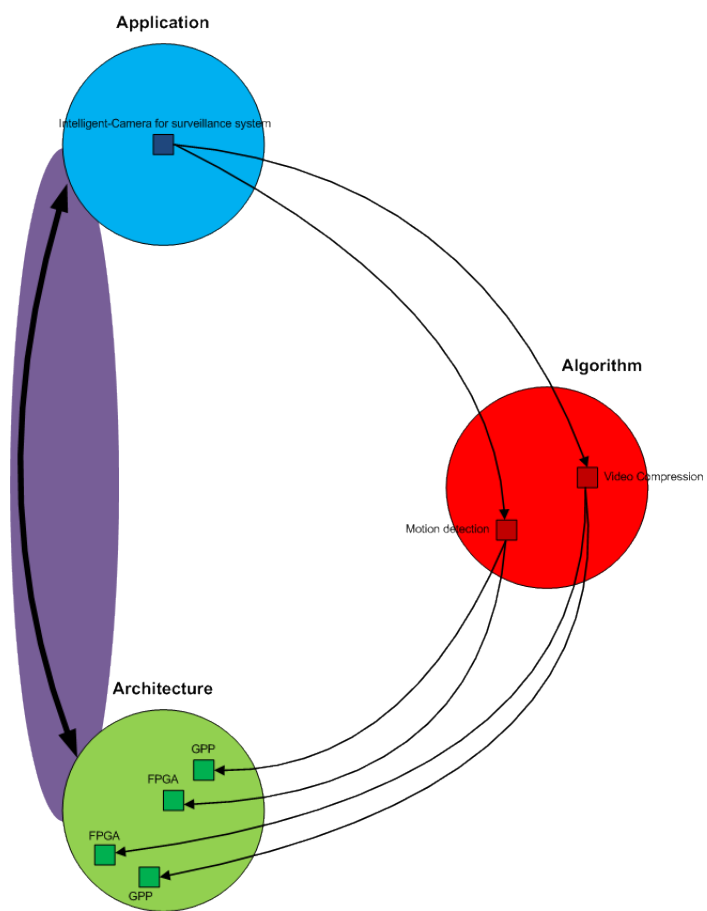 Application
Intelligent-Camera for surveillance system
Algorithm
Video Compression
Motion detection
Architecture
GPP
FPGA
FPGA
GPP